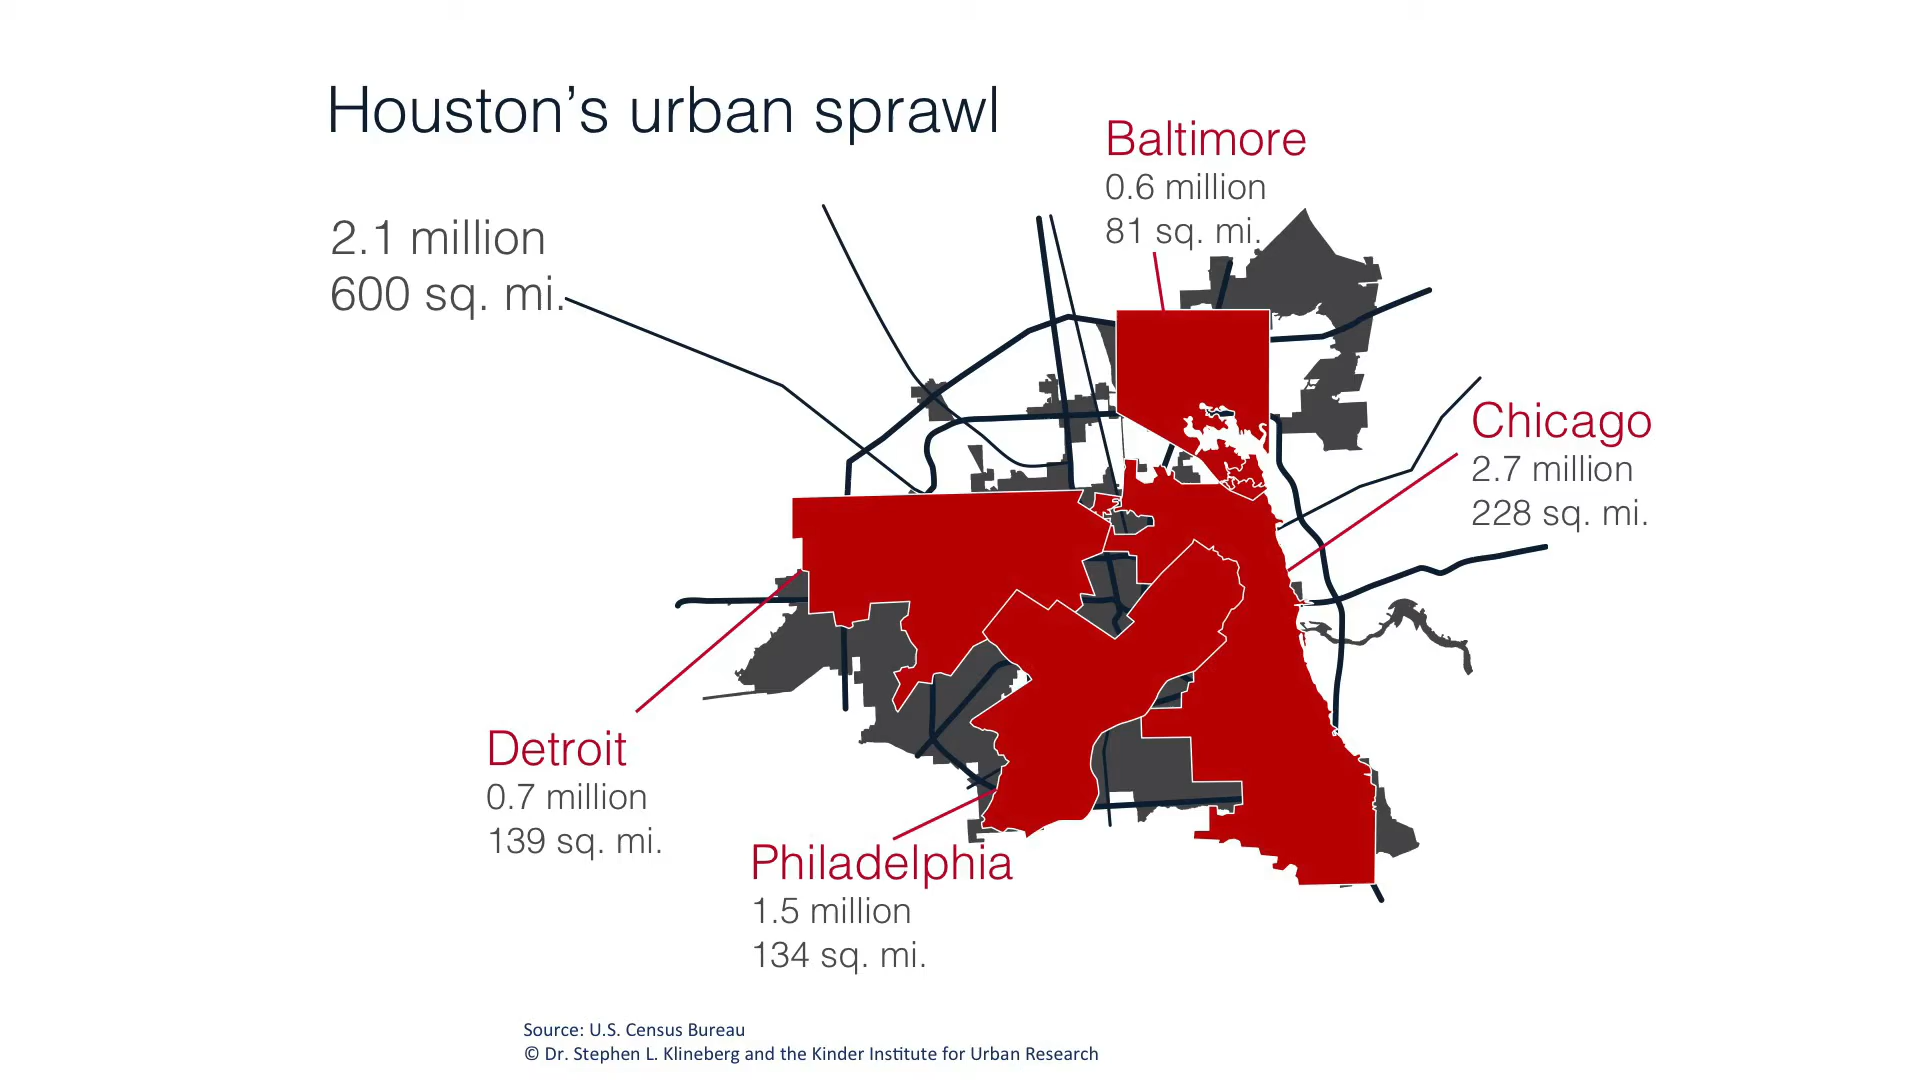 Houston's urban sprawl
2.1 million
600 sq. mi.
Baltimore
0.6 million
81 sq. mi.
Chicago
2.7 million
228 sq. mi.
Detroit
0.7 million
139 sq. mi.
Philadelphia
1.5 million
134 sq. mi.
Source: U.S. Census Bureau
© Dr. Stephen L. Klineberg and the Kinder Institute for Urban Research